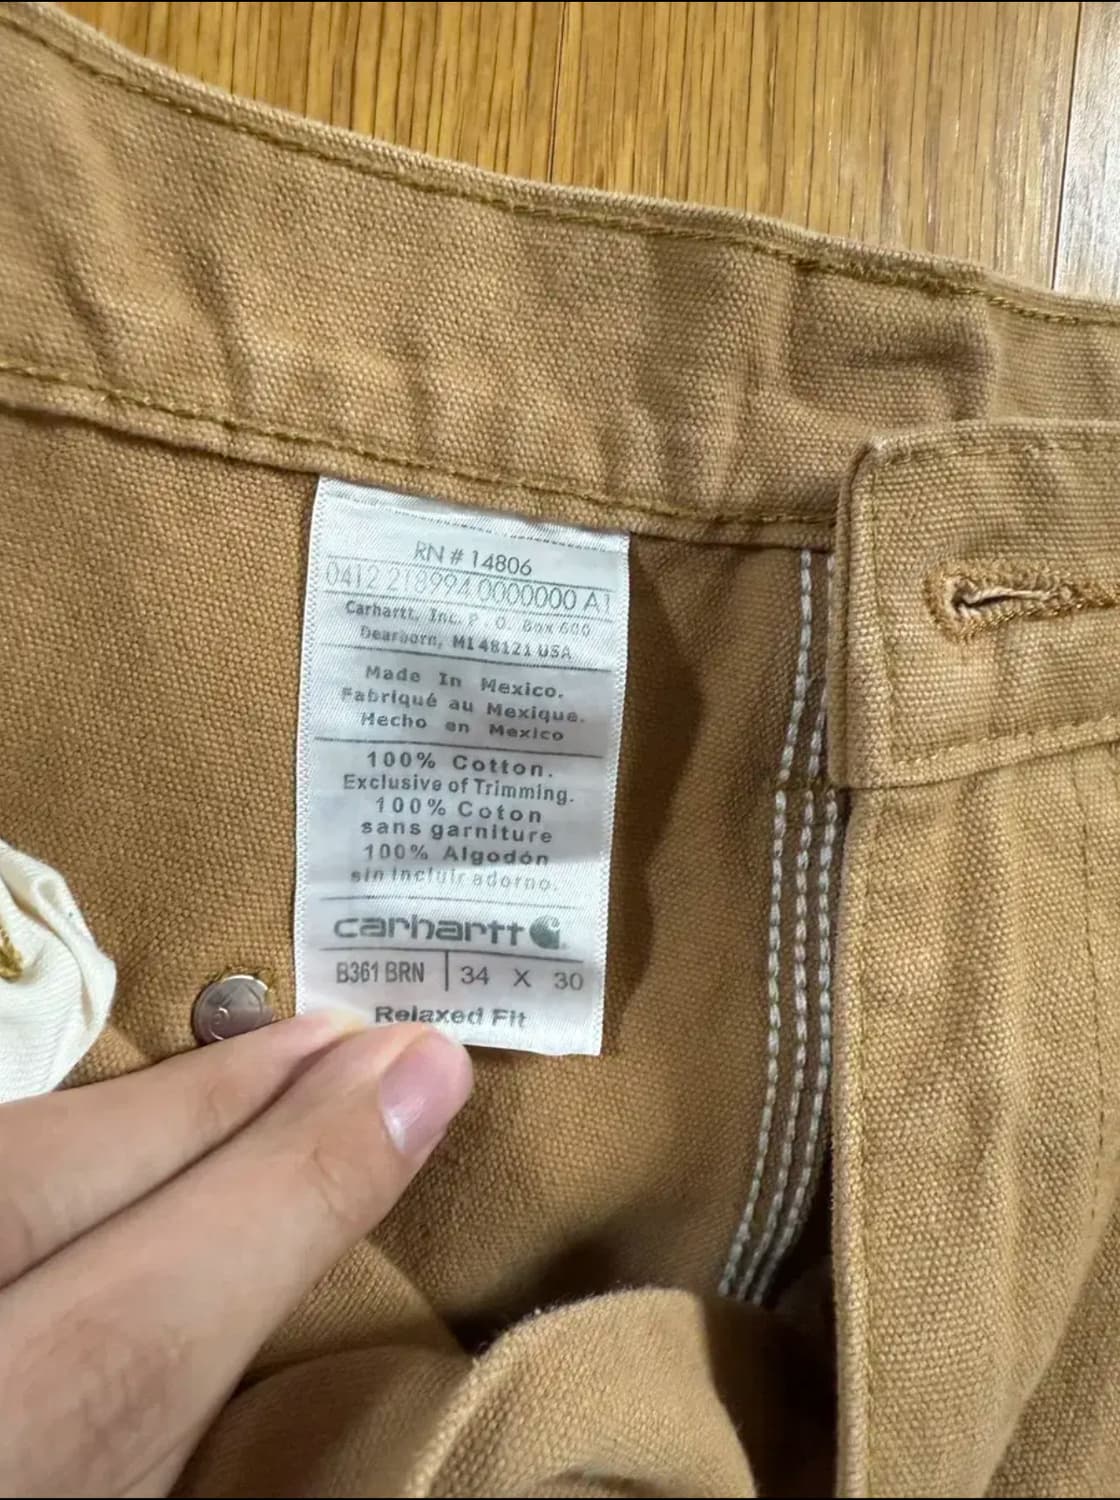 RN # 14806
0412 218994 0000000 A1
Carhartt, Inc. P. O. Box 600
Dearborn, MI 48121 USA
Made In Mexico.
Fabriqué au Mexique.
Hecho en Mexico
100% Cotton.
Exclusive of Trimming.
100% Coton
sans garniture
100% Algodón
sin incluir adorno.
carhartt
B361 BRN | 34 X 30
Relaxed Fit